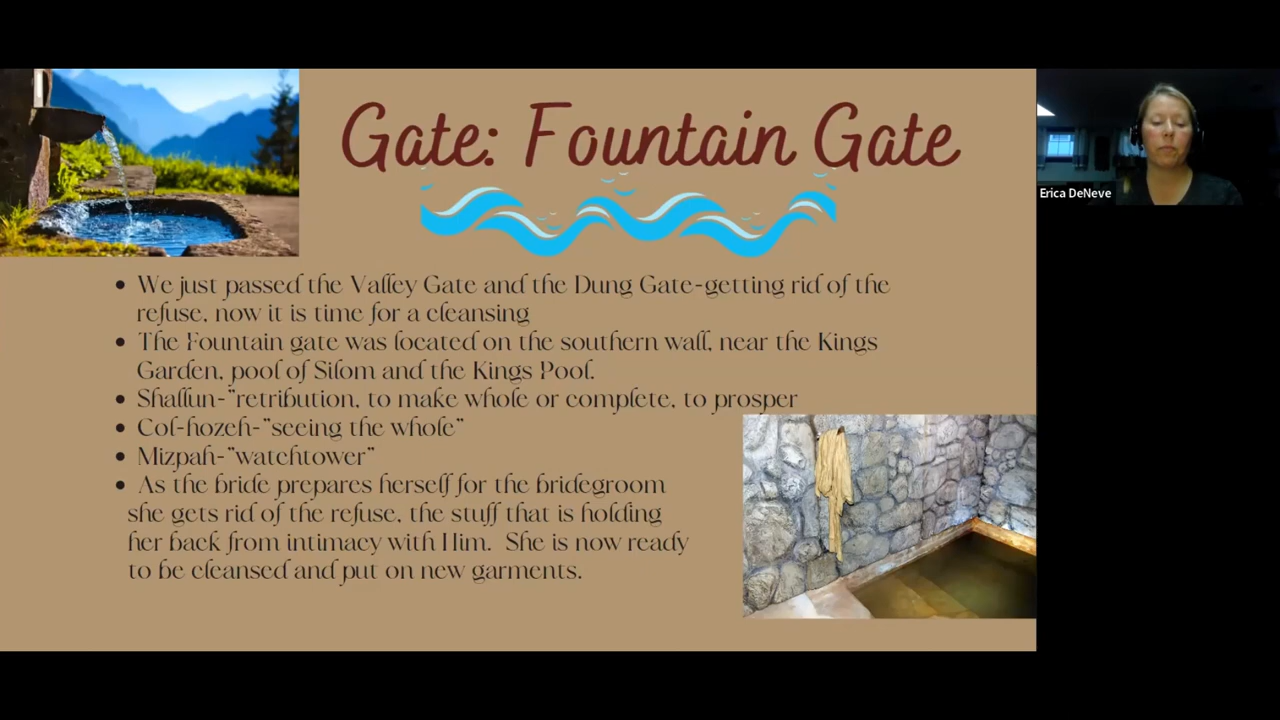 Gate: Fountain Gate
Erica DeNeve
• We just passed the Valley Gate and the Dung Gate-getting rid of the
refuse, now it is time for a cleansing
• The Fountain gate was located on the southern wall, near the Kings
Garden, pool of Silom and the Kings Pool.
• Shallun-"retribution, to make whole or complete, to prosper
• Col-hozeh-"seeing the whole"
• Mizpah-"watchtower"
• As the bride prepares herself for the bridegroom
she gets rid of the refuse, the stuff that is holding
her back from intimacy with Him. She is now ready
to be cleansed and put on new garments.